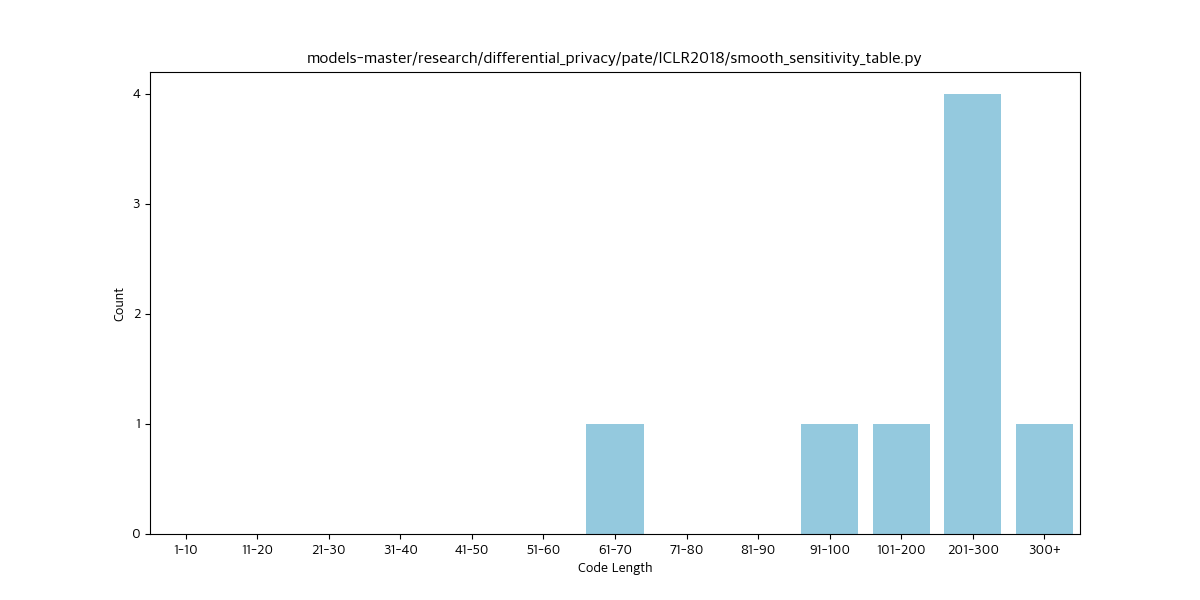 models-master/research/differential_privacy/pate/ICLR2018/smooth_sensitivity_table.py
4
3
2
1
0
Count
1-10 11-20 21-30 31-40 41-50 51-60 61-70 71-80 81-90 91-100 101-200 201-300 300+
Code Length